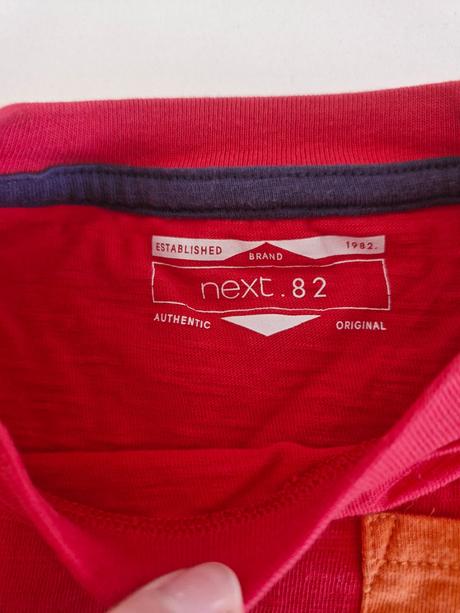 ESTABLISHED BRAND 1982.
next.82
AUTHENTIC ORIGINAL